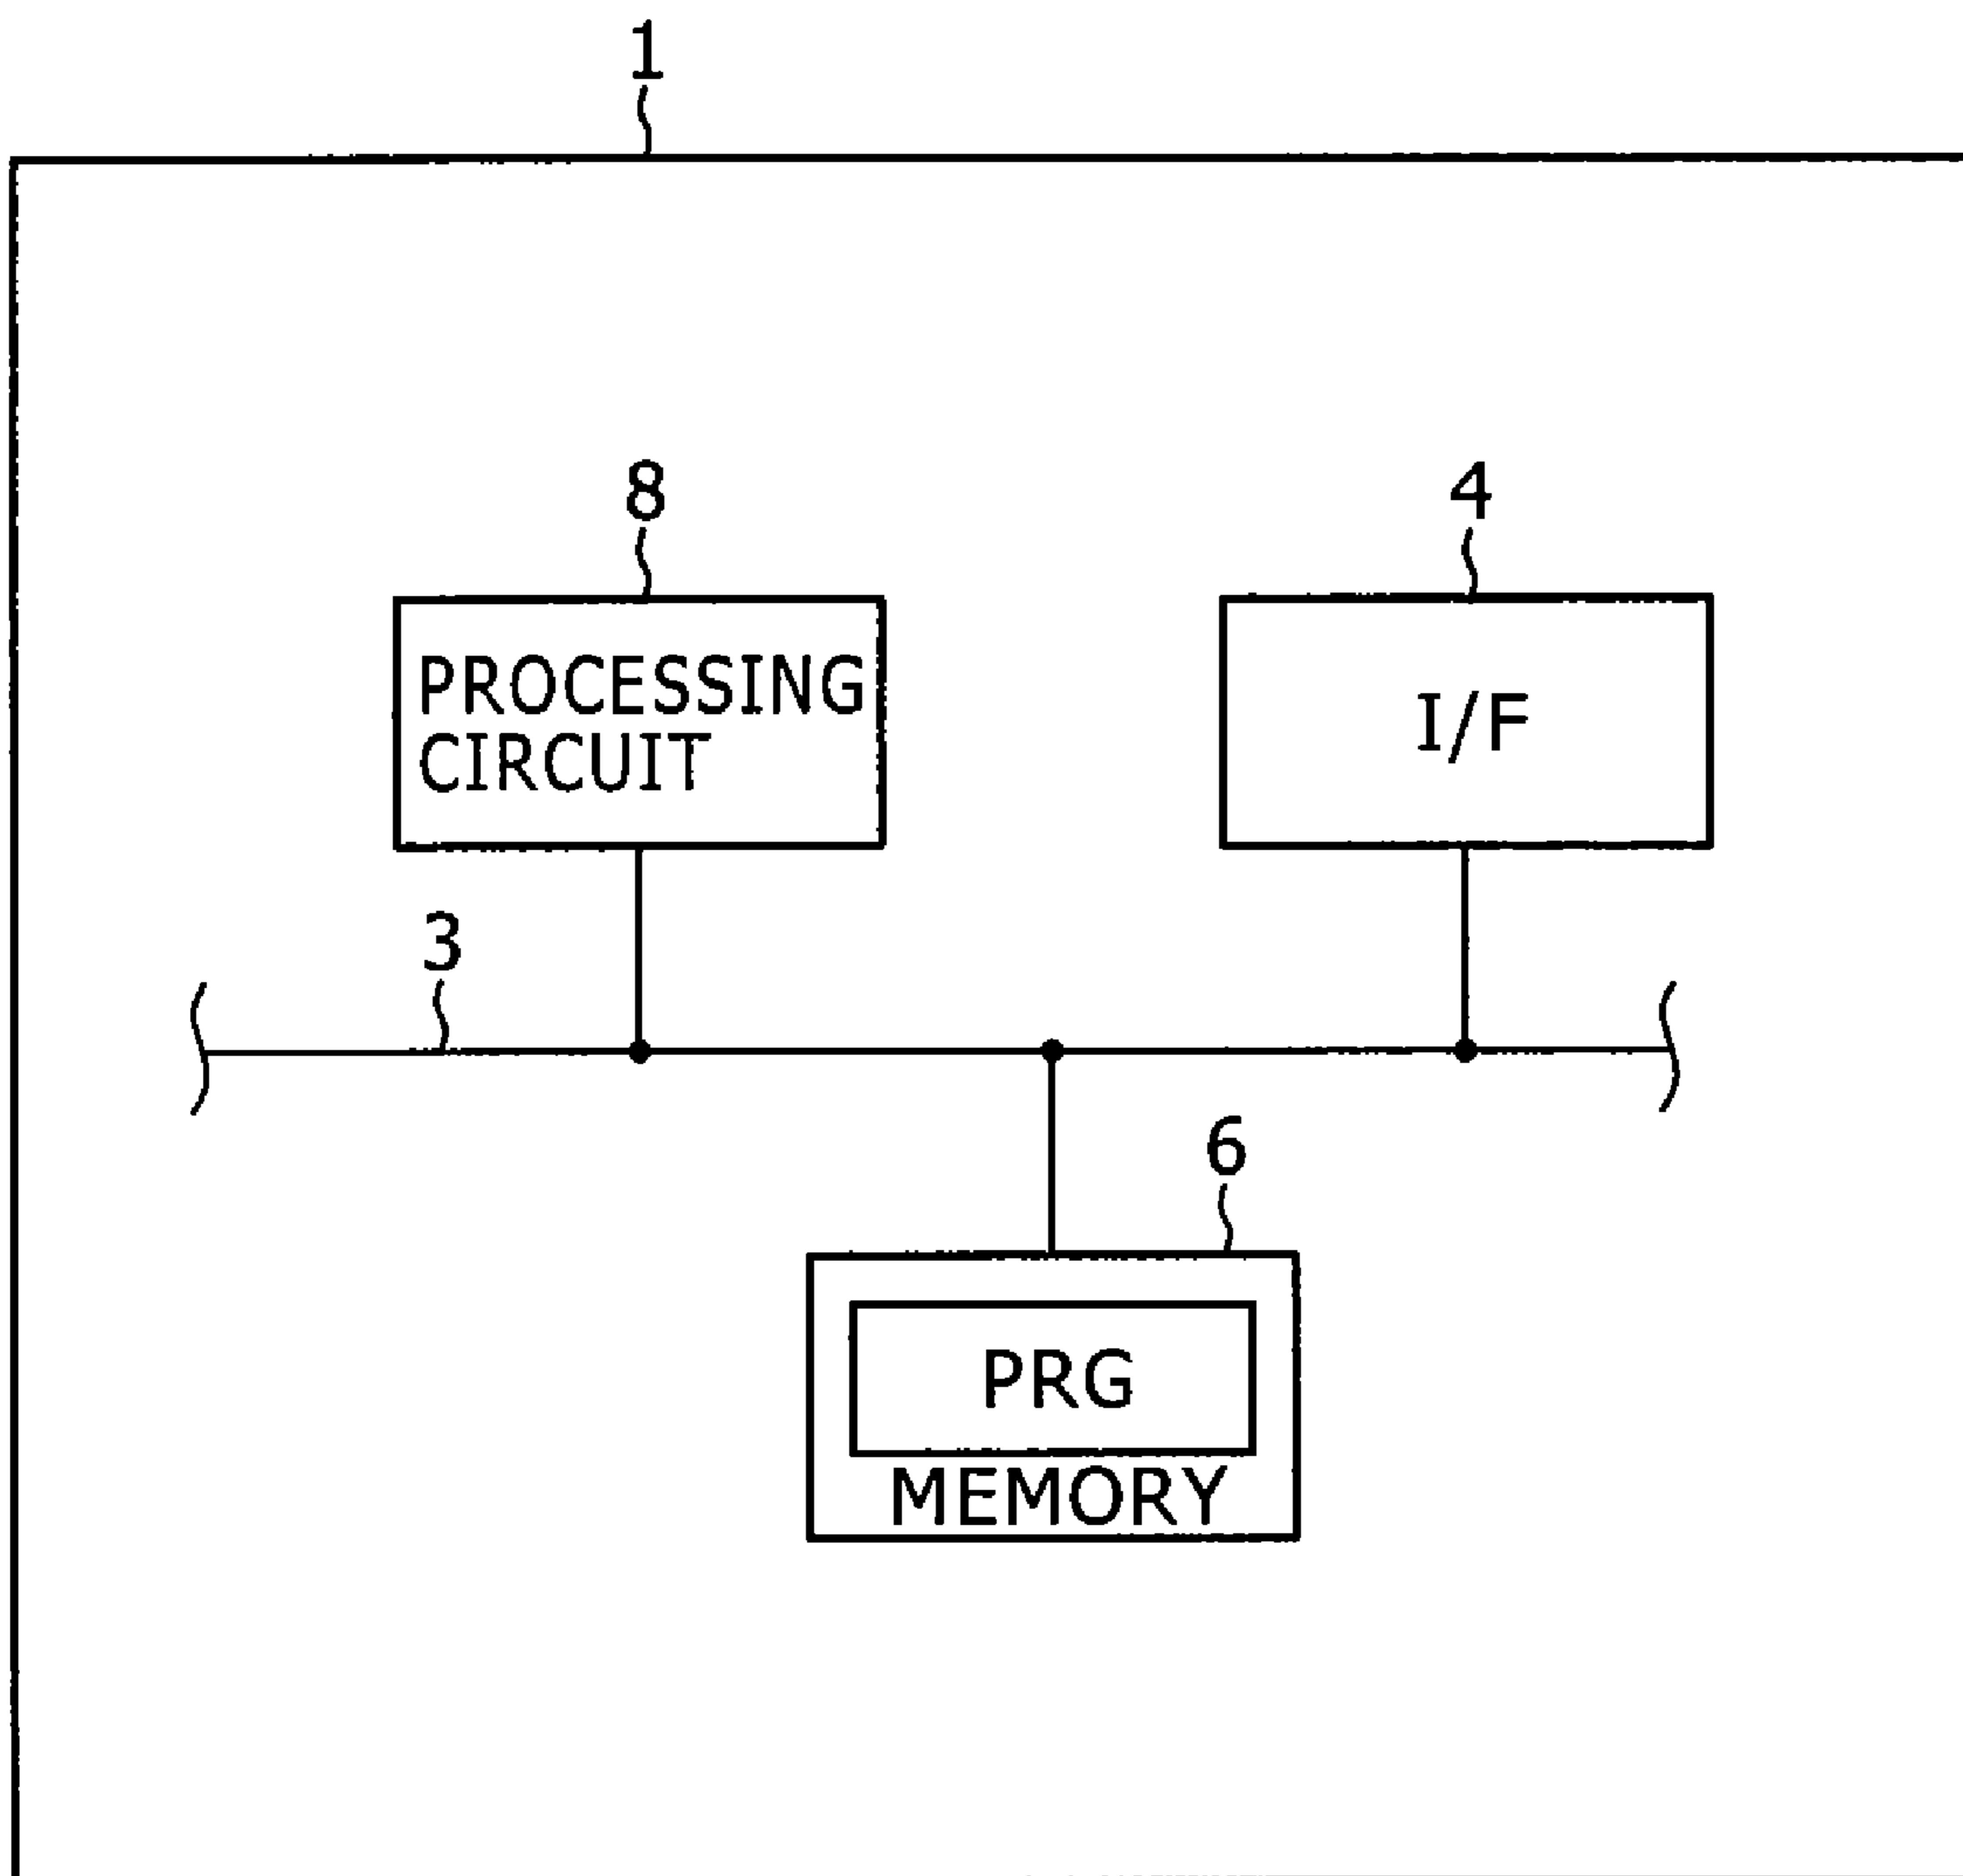 1
8
4
PROCESSING
CIRCUIT
I/F
3
6
PRG
MEMORY